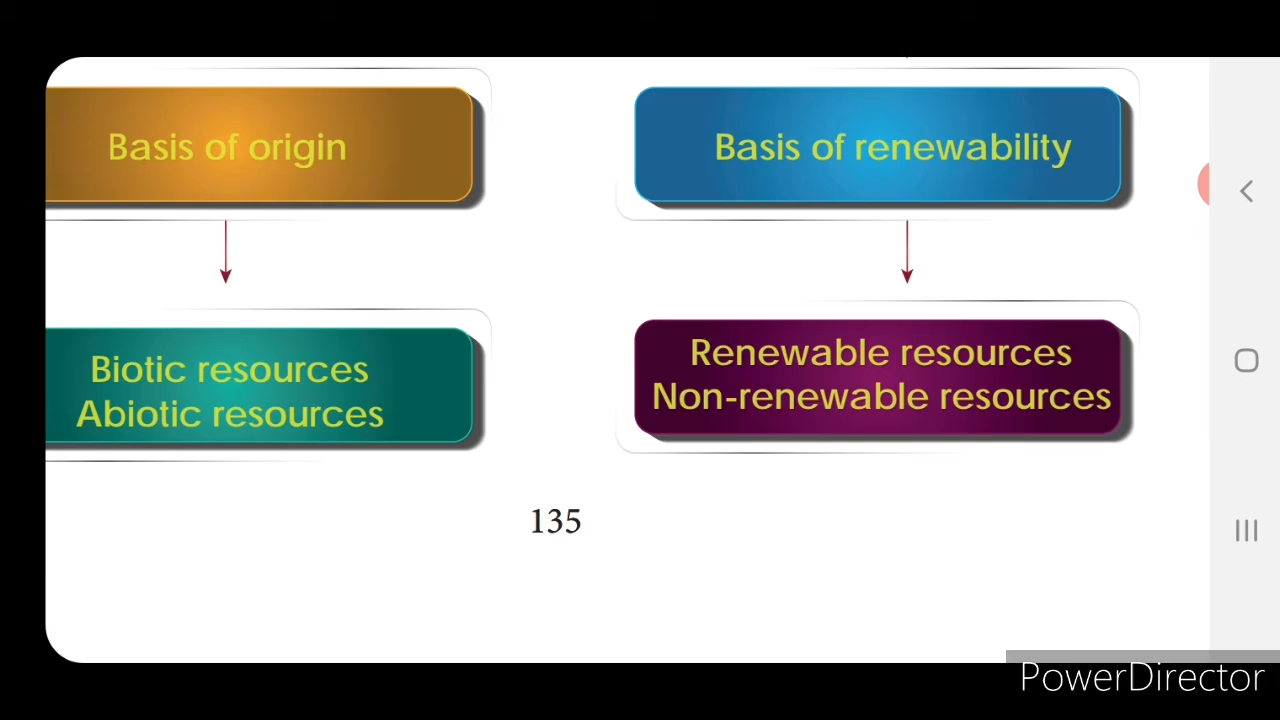 Basis of origin
Basis of renewability
Biotic resources
Abiotic resources
Renewable resources
Non-renewable resources
135
PowerDirector